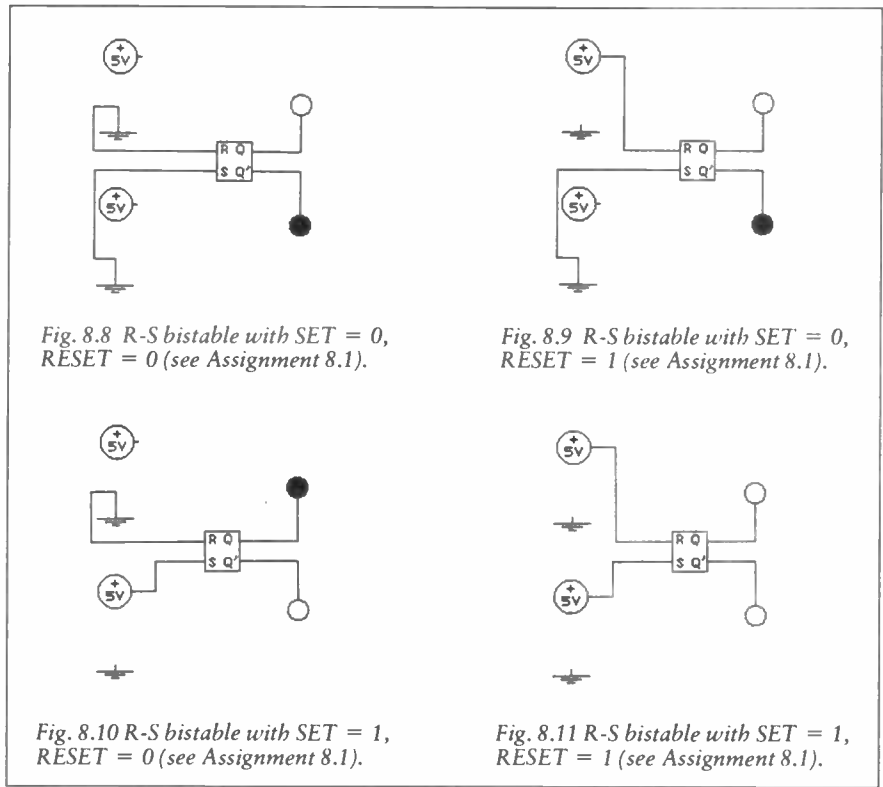 +
5V
R Q
S Q'
+
5V
Fig. 8.8 R-S bistable with SET = 0,
RESET = 0 (see Assignment 8.1).
+
5V
R Q
S Q'
+
5V
Fig. 8.9 R-S bistable with SET = 0,
RESET = 1 (see Assignment 8.1).
+
5V
R Q
S Q'
+
5V
Fig. 8.10 R-S bistable with SET = 1,
RESET = 0 (see Assignment 8.1).
+
5V
R Q
S Q'
+
5V
Fig. 8.11 R-S bistable with SET = 1,
RESET = 1 (see Assignment 8.1).